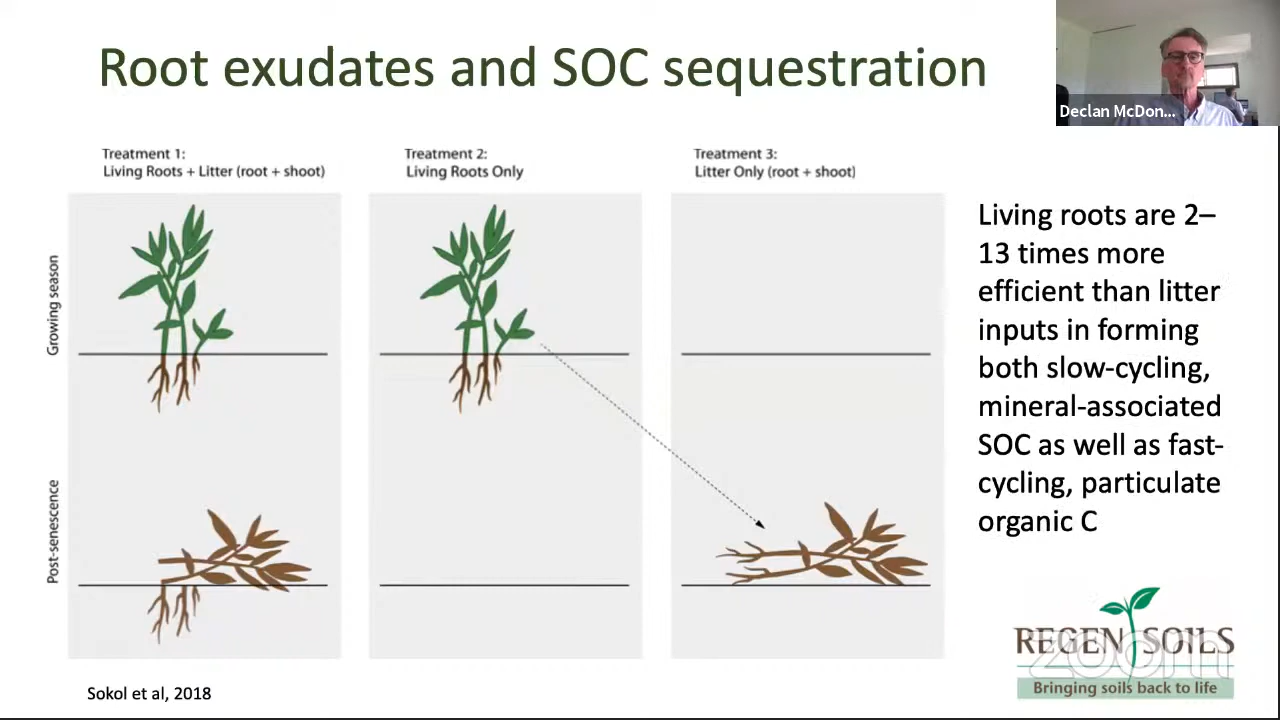 Root exudates and SOC sequestration
Declan McDon...
Treatment 1:
Living Roots + Litter (root + shoot)
Treatment 2:
Living Roots Only
Treatment 3:
Litter Only (root + shoot)
Growing season
Post-senescence
Living roots are 2–
13 times more
efficient than litter
inputs in forming
both slow-cycling,
mineral-associated
SOC as well as fast-
cycling, particulate
organic C
Sokol et al, 2018
REGEN SOILS
zoom
Bringing soils back to life